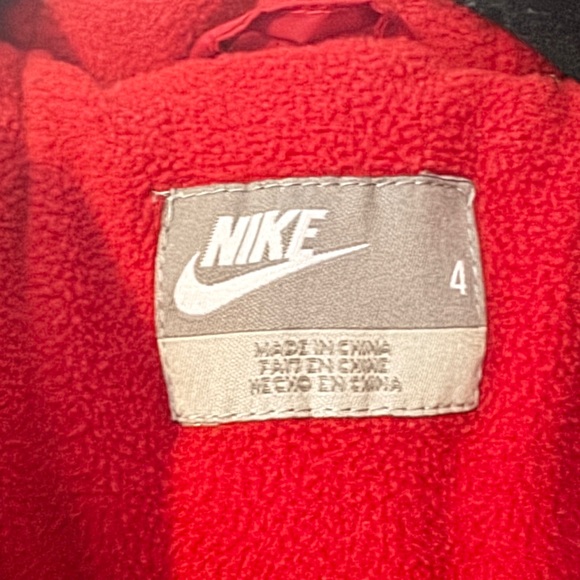 NIKE
4
MADE IN CHINA
FAIT EN CHINE
HECHO EN CHINA